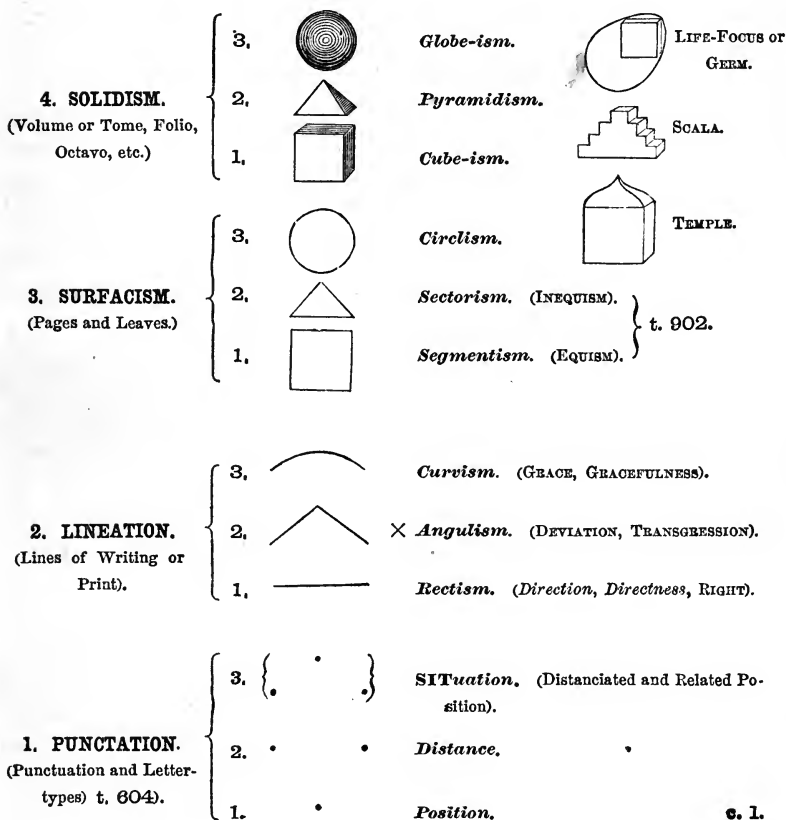 3. Globe-ism. LIFE-FOCUS OR
GERM.
4. SOLIDISM. 2. Pyramidism.
(Volume or Tome, Folio,
Octavo, etc.) SCALA.
1. Cube-ism.
3. Circlism. TEMPLE.
3. SURFACISM. 2. Sectorism. (INEQUISM).
(Pages and Leaves.) t. 902.
1. Segmentism. (EQUISM).
3. Curvism. (GRACE, GRACEFULNESS).
2. LINEATION. 2. × Angulism. (DEVIATION, TRANSGRESSION).
(Lines of Writing or
Print). 1. Rectism. (Direction, Directness, RIGHT).
3. SITuation. (Distanciated and Related Po-
sition).
1. PUNCTATION. 2. Distance.
(Punctuation and Letter-
types) t. 604).
1. Position. c. 1.